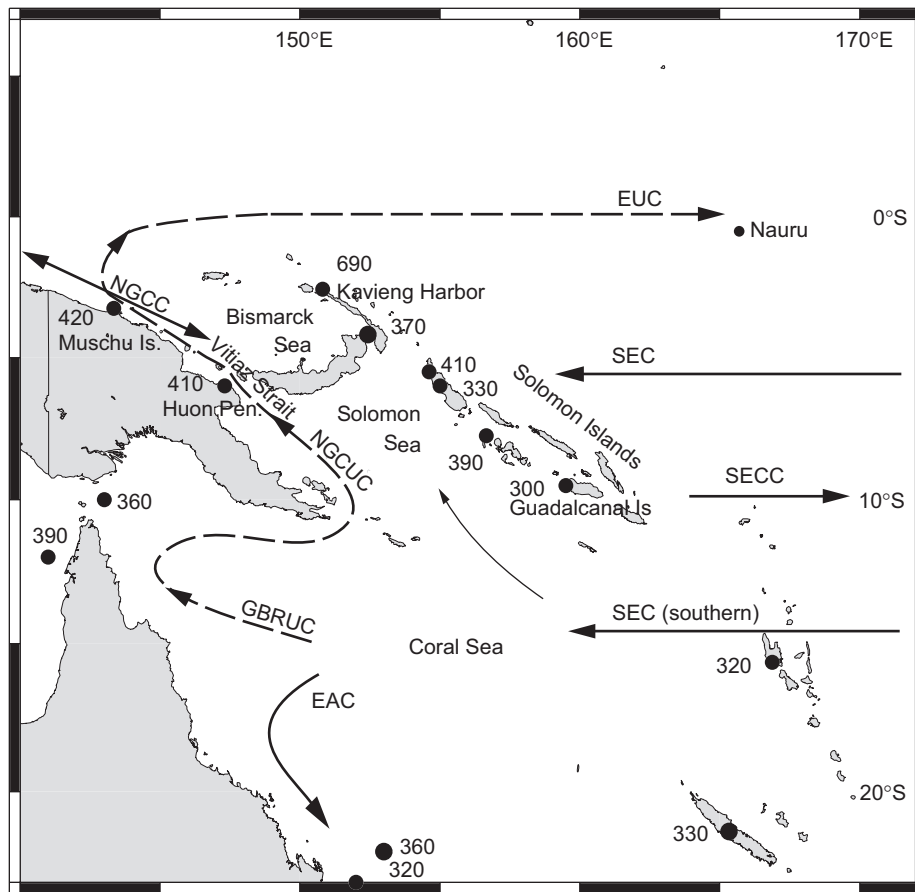 150°E 160°E 170°E
EUC
0°S
Nauru
690
Kavieng Harbor
NGCC
420
Muschu Is.
Bismarck
Sea
370
Vitiaz Strait
SEC
410
330
410
Huon Pen.
Solomon Islands
Solomon
Sea
NGCUC
390
SECC
300
Guadalcanal Is
10°S
360
390
GBRUC
SEC (southern)
Coral Sea
320
EAC
20°S
330
360
320